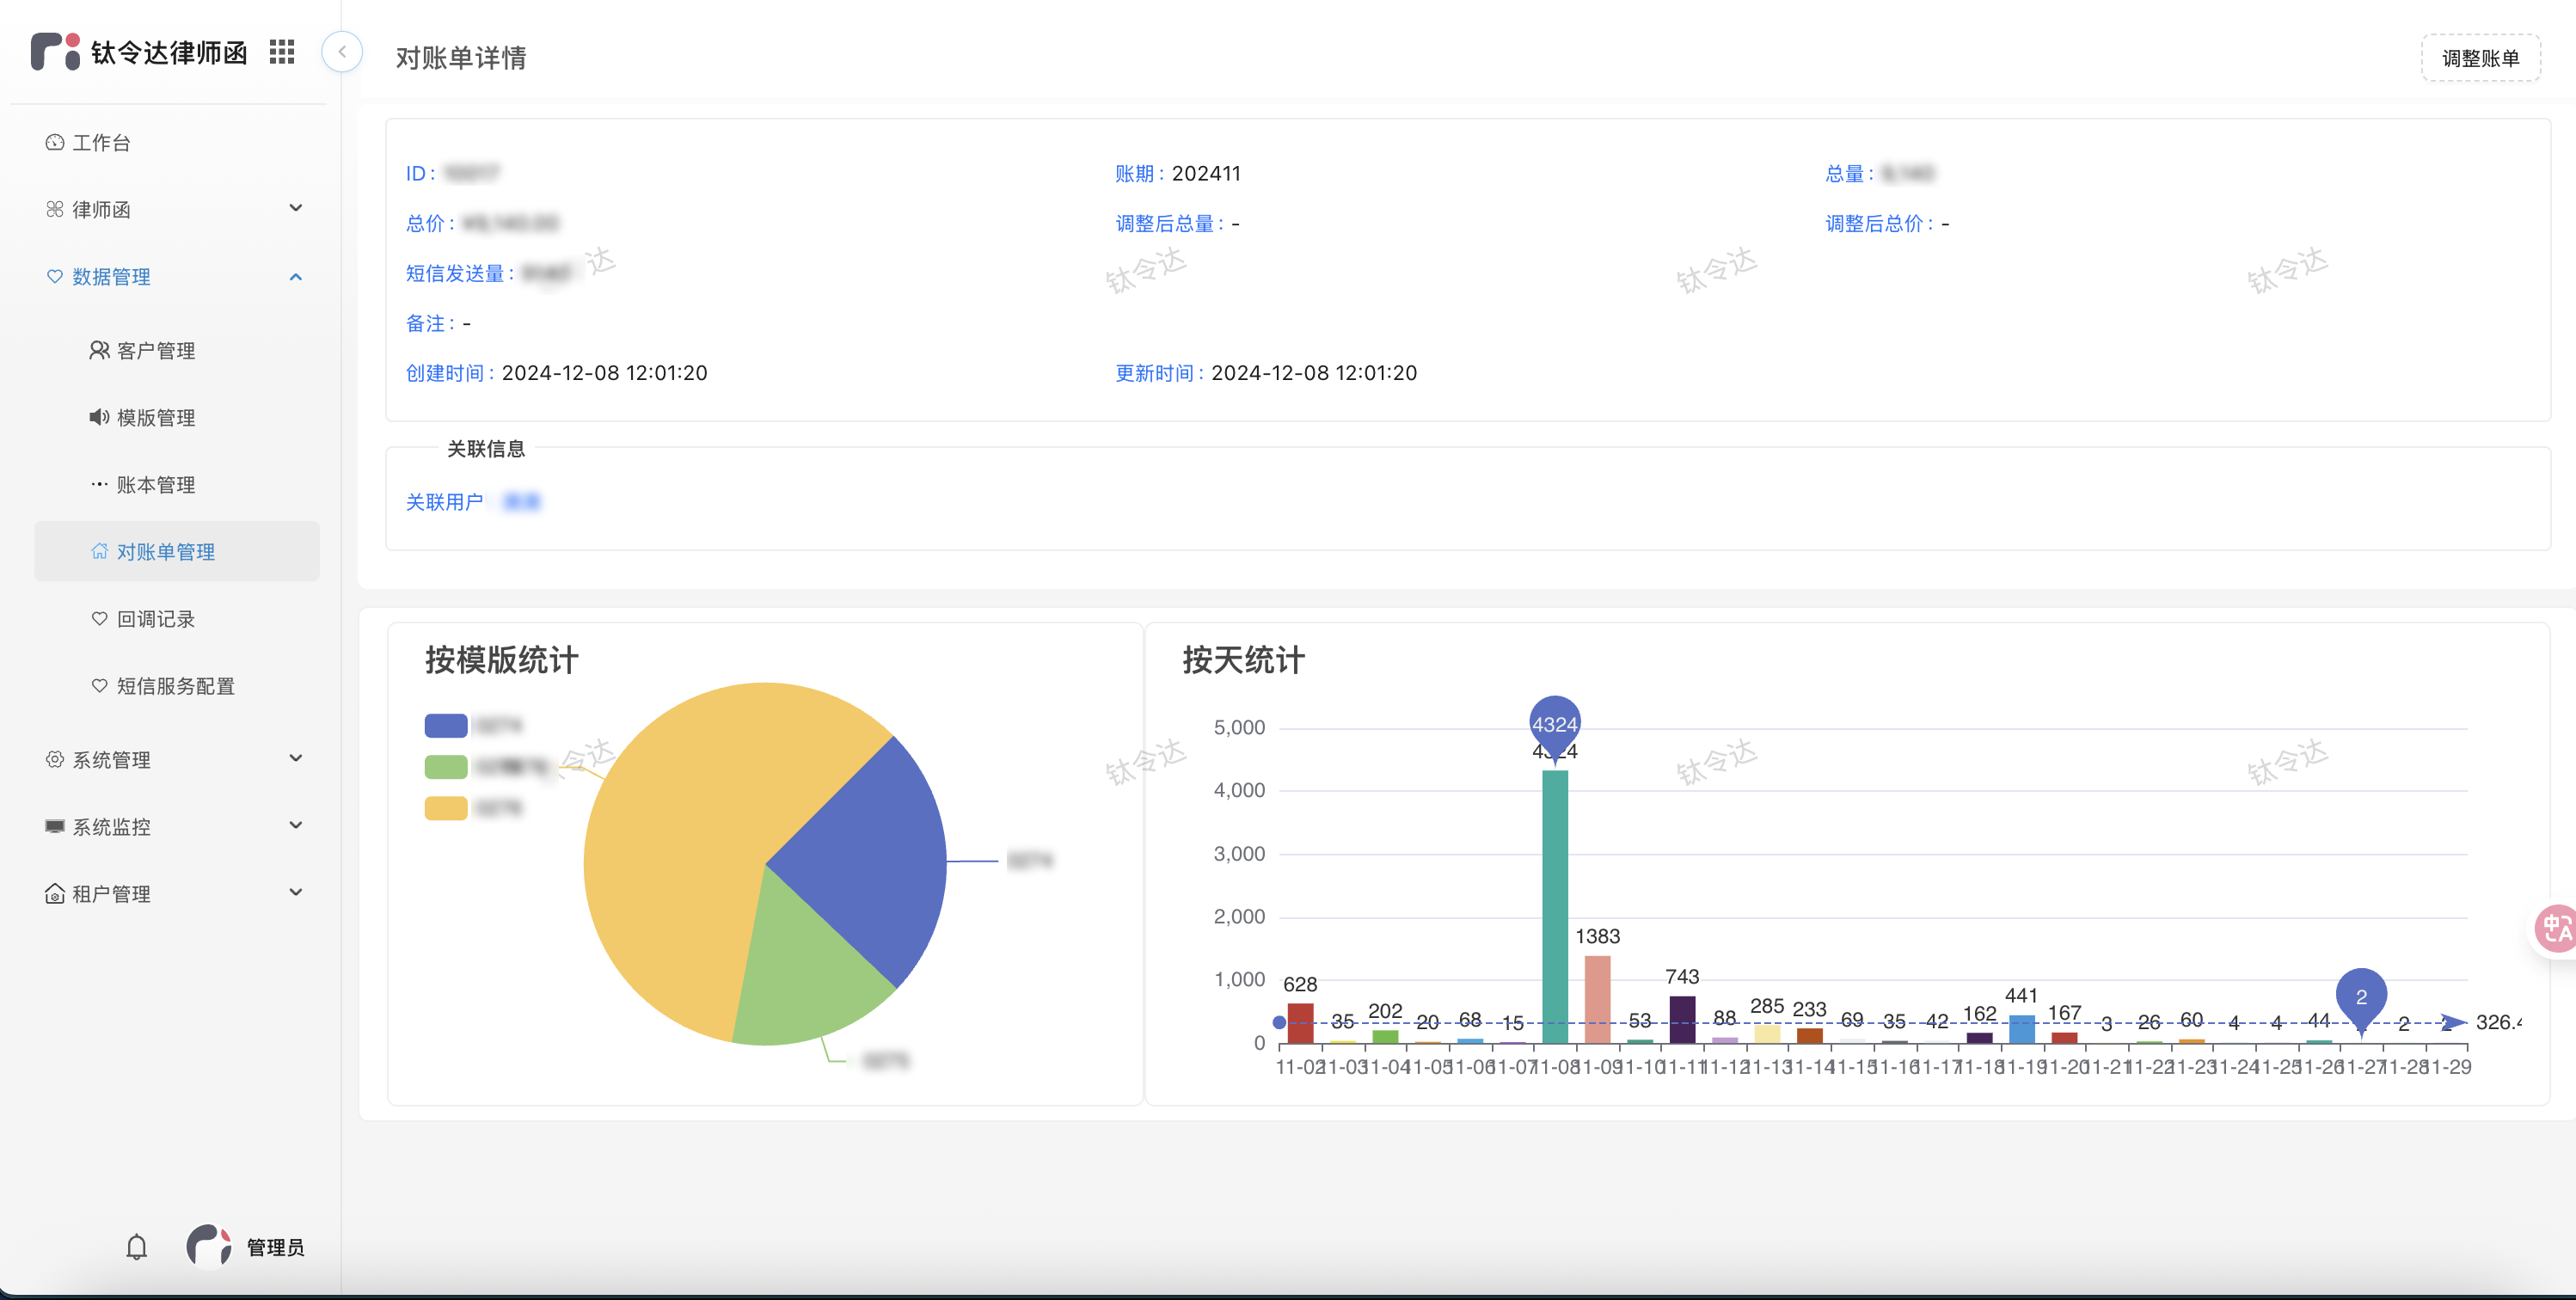 钛令达律师函
对账单详情
调整账单
工作台
律师函
数据管理
客户管理
模版管理
账本管理
对账单管理
回调记录
短信服务配置
系统管理
系统监控
租户管理
管理员
ID :
账期 : 202411
总量 :
总价 :
调整后总量 : -
调整后总价 : -
短信发送量 :
备注 : -
创建时间 : 2024-12-08 12:01:20
更新时间 : 2024-12-08 12:01:20
达
钛令达
钛令达
钛令达
关联信息
关联用户
按模版统计
令达
钛令达
钛令达
钛令达
按天统计
5,000
4,000
3,000
2,000
1,000
0
4324
4324
628
35
202
20
68
15
1383
53
743
88
285
233
69
35
42
162
441
167
3
26
60
4
4
44
2
2
326.4
11-02
11-03
11-04
11-05
11-06
11-07
11-08
11-09
11-10
11-11
11-12
11-13
11-14
11-15
11-16
11-17
11-18
11-19
11-20
11-21
11-22
11-23
11-24
11-25
11-26
11-27
11-28
11-29
中A